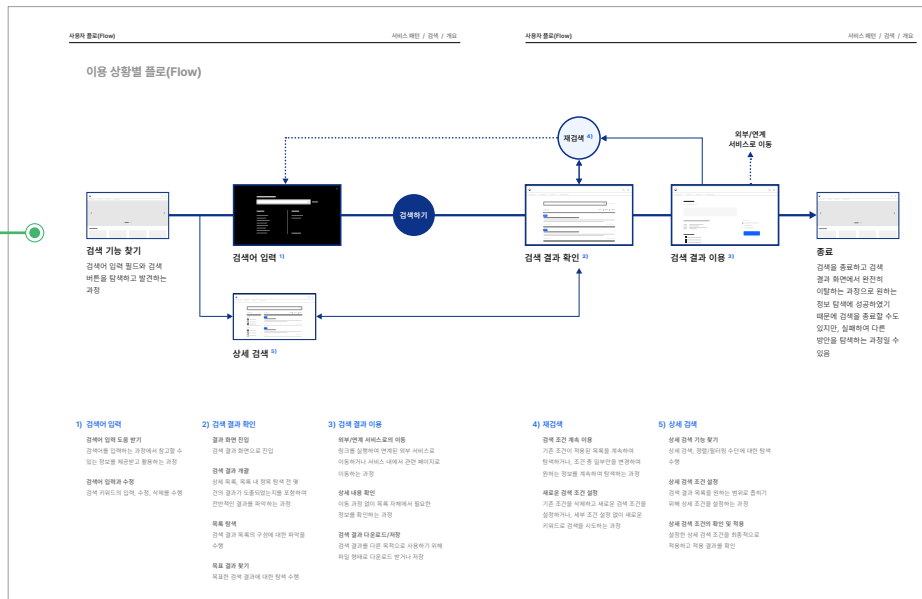 사용자 플로(Flow)
서비스 패턴 / 검색 / 개요
사용자 플로(Flow)
서비스 패턴 / 검색 / 개요
이용 상황별 플로(Flow)
재검색 4)
외부/연계
서비스로 이동
검색하기
검색 기능 찾기
검색어 입력 필드와 검색
버튼을 탐색하고 발견하는
과정
검색어 입력 1)
검색 결과 확인 2)
검색 결과 이용 3)
종료
검색을 종료하고 검색
결과 화면에서 완전히
이탈하는 과정으로 원하는
정보 탐색에 성공하였기
때문에 검색을 종료할 수도
있지만, 실패하여 다른
방안을 탐색하는 과정일 수
있음
상세 검색 5)
1) 검색어 입력
검색어 입력 도움 받기
검색어를 입력하는 과정에서 참고할 수
있는 정보를 제공받고 활용하는 과정
검색어 입력과 수정
검색 키워드의 입력, 수정, 삭제를 수행
2) 검색 결과 확인
결과 화면 진입
검색 결과 화면으로 진입
검색 결과 개괄
상세 목록, 목록 내 항목 탐색 전 몇
건의 결과가 도출되었는지를 포함하여
전반적인 결과를 파악하는 과정
목록 탐색
검색 결과 목록의 구성에 대한 파악을
수행
목표 결과 찾기
목표한 검색 결과에 대한 탐색 수행
3) 검색 결과 이용
외부/연계 서비스로의 이동
링크를 실행하여 연계된 외부 서비스로
이동하거나 서비스 내에서 관련 페이지로
이동하는 과정
상세 내용 확인
이동 과정 없이 목록 자체에서 필요한
정보를 확인하는 과정
검색 결과 다운로드/저장
검색 결과를 다른 목적으로 사용하기 위해
파일 형태로 다운로드 받거나 저장
4) 재검색
검색 조건 계속 이용
기존 조건이 적용된 목록을 계속하여
탐색하거나, 조건 중 일부만을 변경하여
원하는 정보를 계속하여 탐색하는 과정
새로운 검색 조건 설정
기존 조건을 삭제하고 새로운 검색 조건을
설정하거나, 세부 조건 설정 없이 새로운
키워드로 검색을 시도하는 과정
5) 상세 검색
상세 검색 기능 찾기
상세 검색, 정렬/필터링 수단에 대한 탐색
수행
상세 검색 조건 설정
검색 결과 목록을 원하는 범위로 좁히기
위해 상세 조건을 설정하는 과정
상세 검색 조건의 확인 및 적용
설정한 상세 검색 조건을 최종적으로
적용하고 적용 결과를 확인